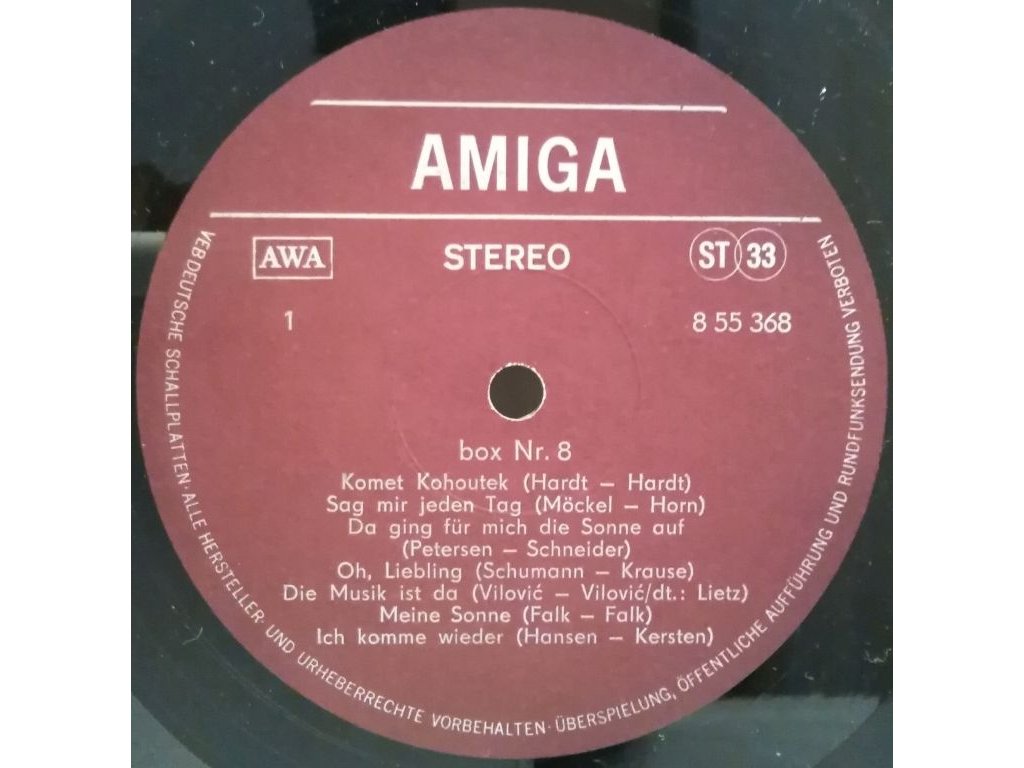 AMIGA
AWA
STEREO
ST 33
1
8 55 368
box Nr. 8
Komet Kohoutek (Hardt – Hardt)
Sag mir jeden Tag (Möckel – Horn)
Da ging für mich die Sonne auf
(Petersen – Schneider)
Oh, Liebling (Schumann – Krause)
Die Musik ist da (Vilović – Vilović/dt.: Lietz)
Meine Sonne (Falk – Falk)
Ich komme wieder (Hansen – Kersten)
VEB DEUTSCHE SCHALLPLATTEN · ALLE HERSTELLER- UND URHEBERRECHTE VORBEHALTEN · ÜBERSPIELUNG, ÖFFENTLICHE AUFFÜHRUNG UND RUNDFUNKSENDUNG VERBOTEN